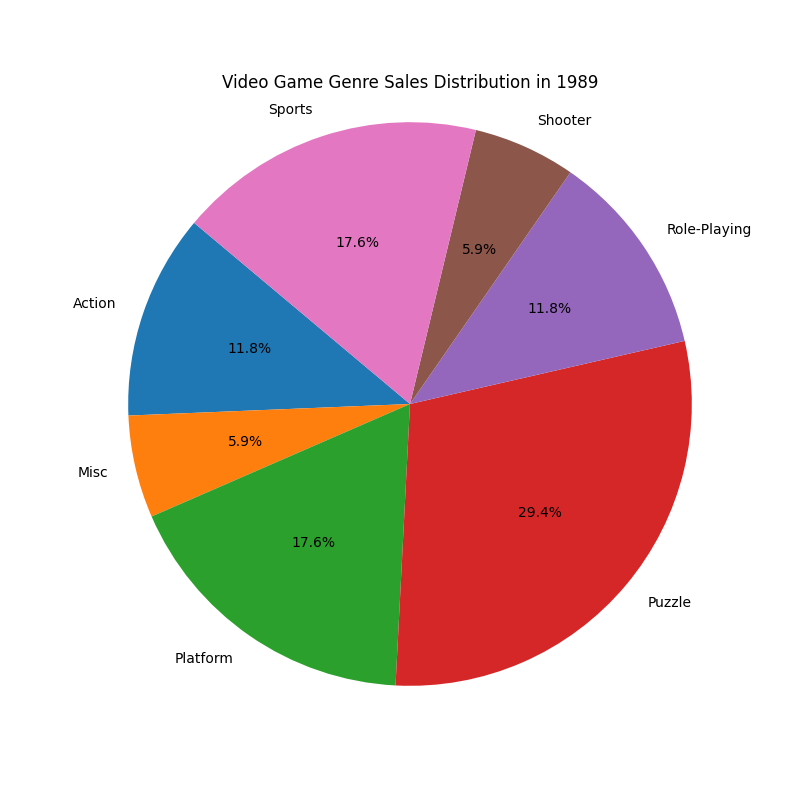 Video Game Genre Sales Distribution in 1989
Sports
Shooter
Role-Playing
17.6%
5.9%
Action
11.8%
11.8%
5.9%
Misc
29.4%
17.6%
Puzzle
Platform